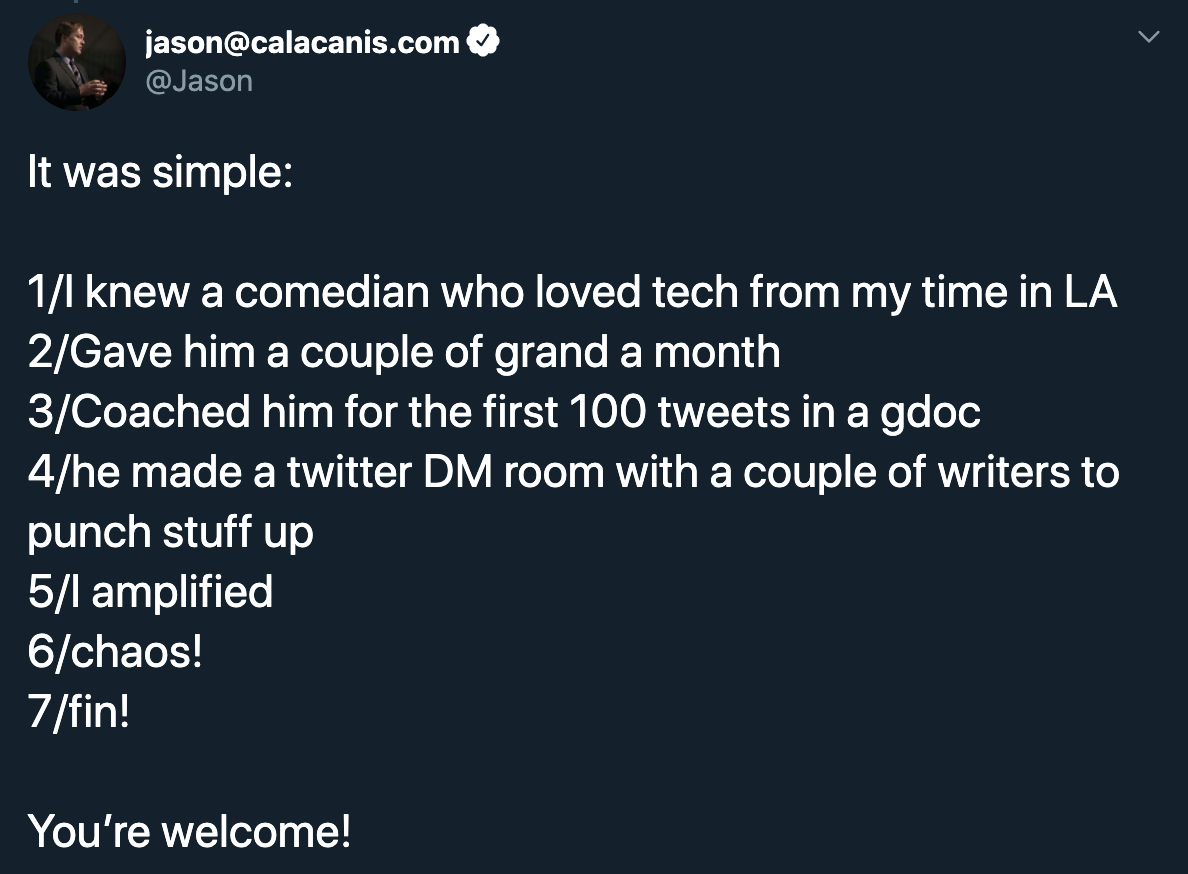 jason@calacanis.com
@Jason
It was simple:
1/I knew a comedian who loved tech from my time in LA
2/Gave him a couple of grand a month
3/Coached him for the first 100 tweets in a gdoc
4/he made a twitter DM room with a couple of writers to
punch stuff up
5/I amplified
6/chaos!
7/fin!
You’re welcome!